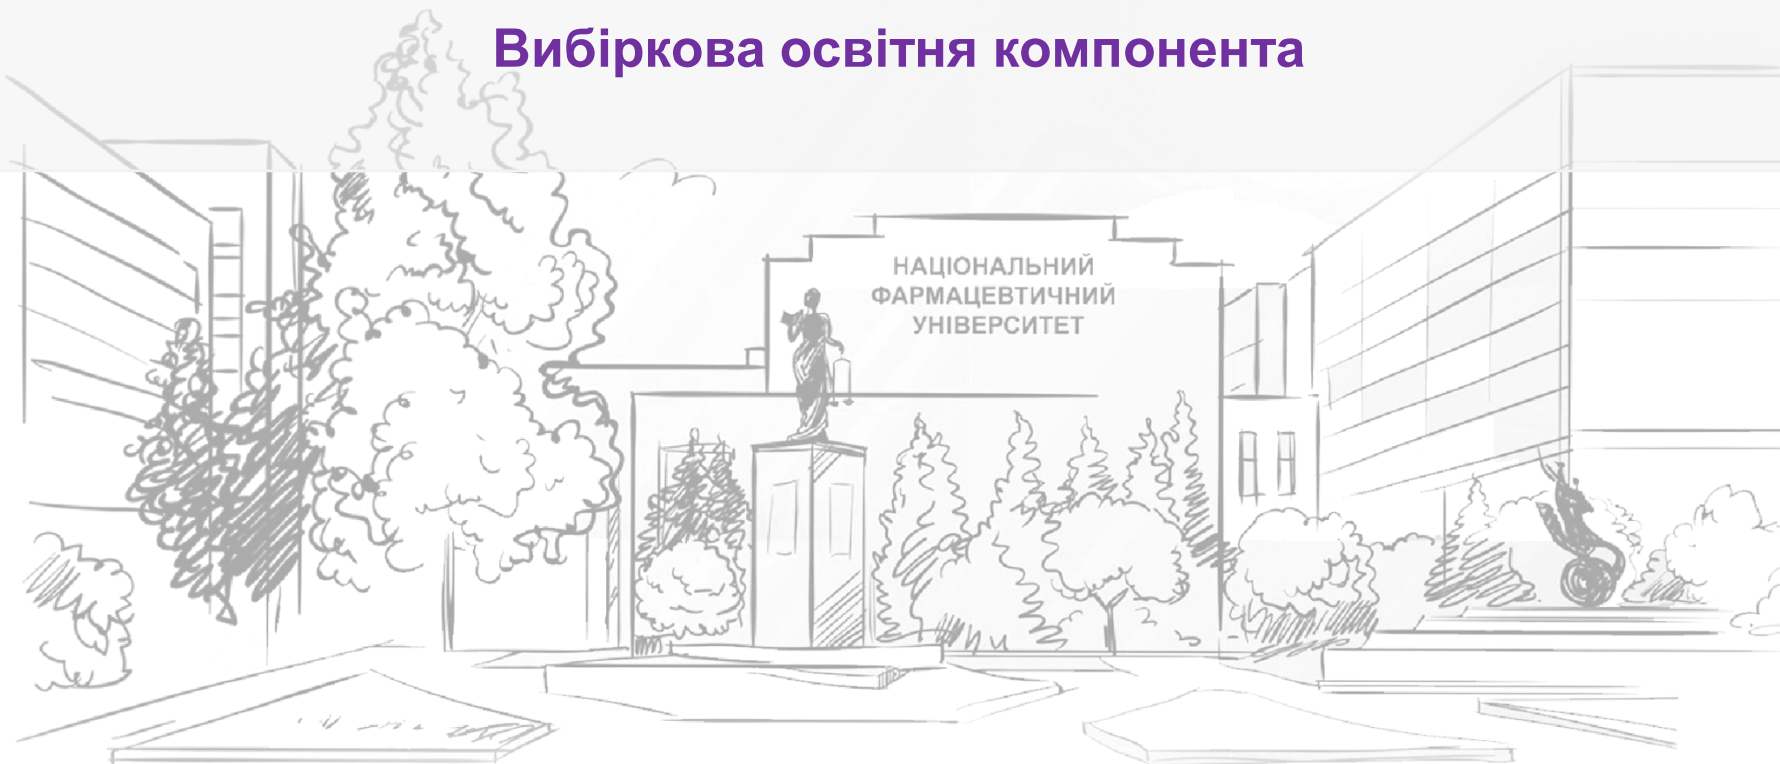 Вибіркова освітня компонента
НАЦІОНАЛЬНИЙ
ФАРМАЦЕВТИЧНИЙ
УНІВЕРСИТЕТ